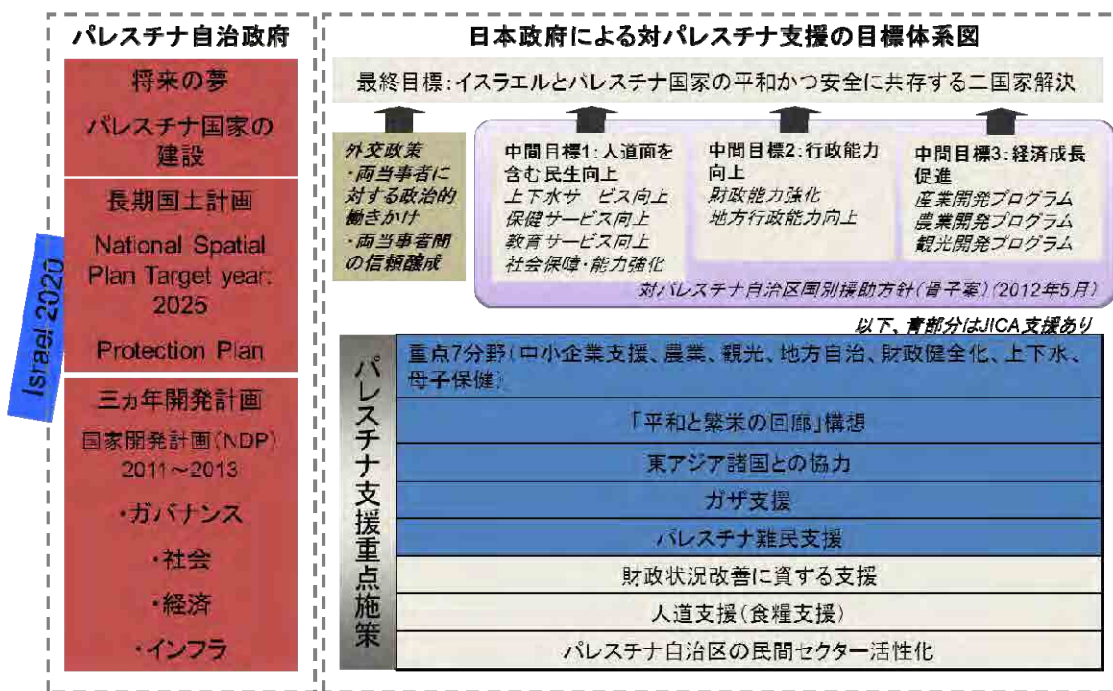 パレスチナ自治政府
将来の夢
パレスチナ国家の
建設
長期国土計画
National Spatial
Plan Target year:
2025
Protection Plan
三ヵ年開発計画
国家開発計画(NDP)
2011～2013
・ガバナンス
・社会
・経済
・インフラ
Israel 2020
日本政府による対パレスチナ支援の目標体系図
最終目標：イスラエルとパレスチナ国家の平和かつ安全に共存する二国家解決
外交政策
・両当事者に
対する政治的
働きかけ
・両当事者間
の信頼醸成
中間目標1：人道面を
含む民生向上
上下水サービス向上
保健サービス向上
教育サービス向上
社会保障・能力強化
中間目標2：行政能力
向上
財政能力強化
地方行政能力向上
中間目標3：経済成長
促進
産業開発プログラム
農業開発プログラム
観光開発プログラム
対パレスチナ自治区国別援助方針(骨子案)(2012年5月)
以下、青部分はJICA支援あり
パレスチナ支援重点施策
重点7分野(中小企業支援、農業、観光、地方自治、財政健全化、上下水、
母子保健)
「平和と繁栄の回廊」構想
東アジア諸国との協力
ガザ支援
パレスチナ難民支援
財政状況改善に資する支援
人道支援(食糧支援)
パレスチナ自治区の民間セクター活性化